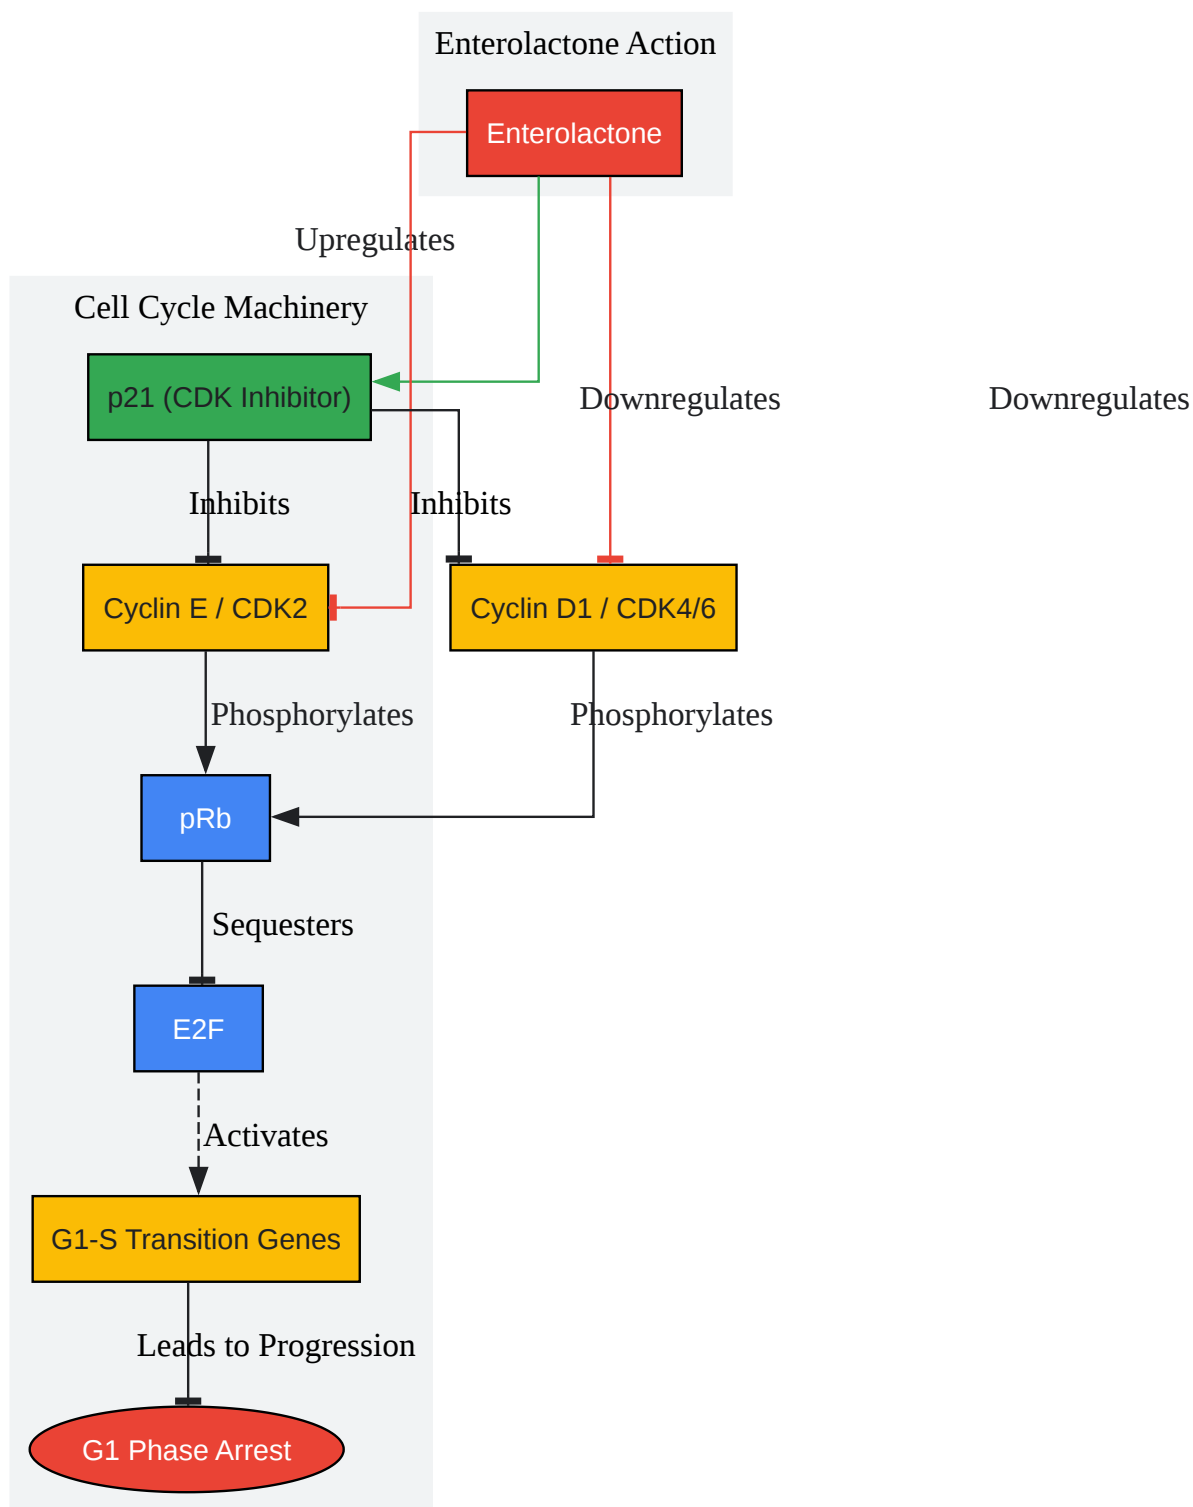 Enterolactone Action
Enterolactone
Upregulates
Cell Cycle Machinery
p21 (CDK Inhibitor)
Downregulates
Downregulates
Inhibits
Inhibits
Cyclin E / CDK2
Cyclin D1 / CDK4/6
Phosphorylates
Phosphorylates
pRb
Sequesters
E2F
Activates
G1-S Transition Genes
Leads to Progression
G1 Phase Arrest